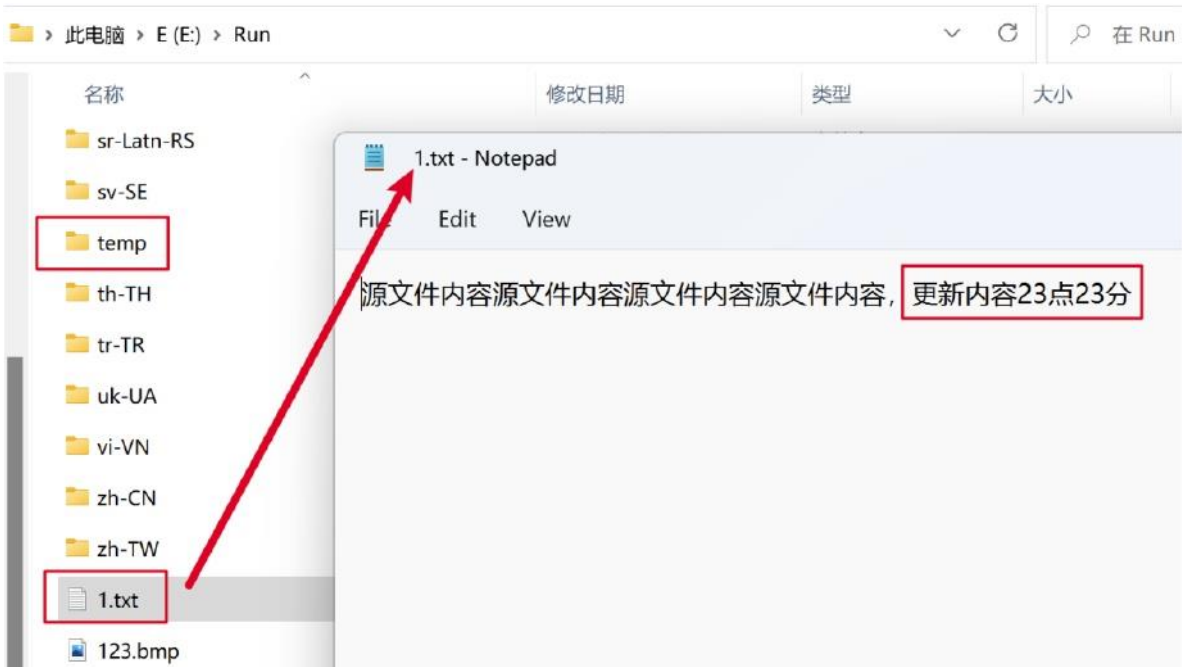 此电脑 › E (E:) › Run
在 Run
名称 修改日期 类型 大小
sr-Latn-RS
sv-SE
temp
th-TH
tr-TR
uk-UA
vi-VN
zh-CN
zh-TW
1.txt
123.bmp
1.txt - Notepad
File Edit View
源文件内容源文件内容源文件内容源文件内容，更新内容23点23分